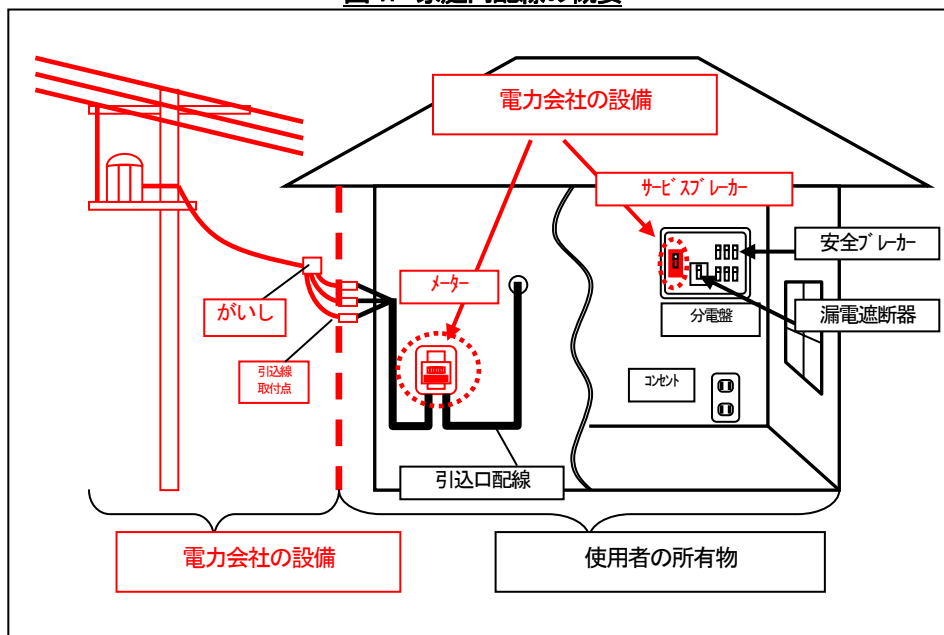 電力会社の設備
サービスブレーカー
安全ブレーカー
メーター
がいし
分電盤
漏電遮断器
引込線
取付点
コンセント
引込口配線
電力会社の設備
使用者の所有物